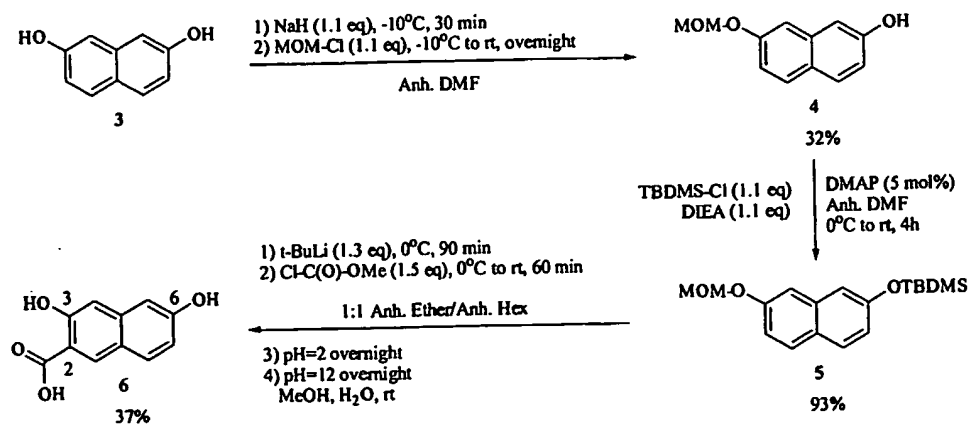 HO
OH
3
1) NaH (1.1 eq), -10°C, 30 min
2) MOM-Cl (1.1 eq), -10°C to rt, overnight
Anh. DMF
MOM-O
OH
4
32%
TBDMS-Cl (1.1 eq)
DIEA (1.1 eq)
DMAP (5 mol%)
Anh. DMF
0°C to rt, 4h
MOM-O
OTBDMS
5
93%
1) t-BuLi (1.3 eq), 0°C, 90 min
2) Cl-C(O)-OMe (1.5 eq), 0°C to rt, 60 min
1:1 Anh. Ether/Anh. Hex
3) pH=2 overnight
4) pH=12 overnight
MeOH, H2O, rt
HO 3
6 OH
O
2
OH
6
37%